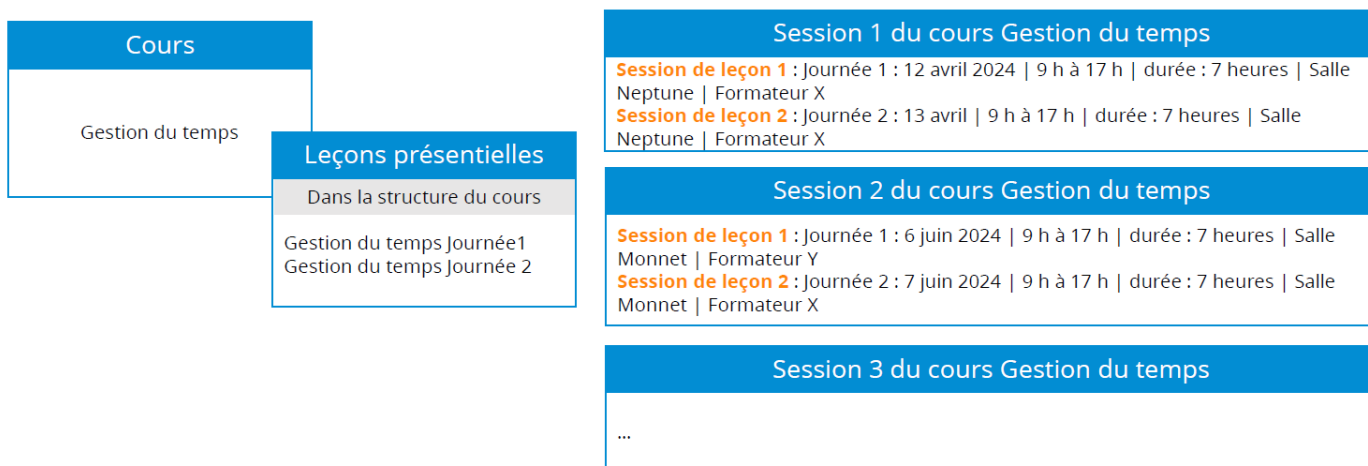 Cours
Gestion du temps
Leçons présentielles
Dans la structure du cours
Gestion du temps Journée1
Gestion du temps Journée 2
Session 1 du cours Gestion du temps
Session de leçon 1 : Journée 1 : 12 avril 2024 | 9 h à 17 h | durée : 7 heures | Salle
Neptune | Formateur X
Session de leçon 2 : Journée 2 : 13 avril | 9 h à 17 h | durée : 7 heures | Salle
Neptune | Formateur X
Session 2 du cours Gestion du temps
Session de leçon 1 : Journée 1 : 6 juin 2024 | 9 h à 17 h | durée : 7 heures | Salle
Monnet | Formateur Y
Session de leçon 2 : Journée 2 : 7 juin 2024 | 9 h à 17 h | durée : 7 heures | Salle
Monnet | Formateur X
Session 3 du cours Gestion du temps
...